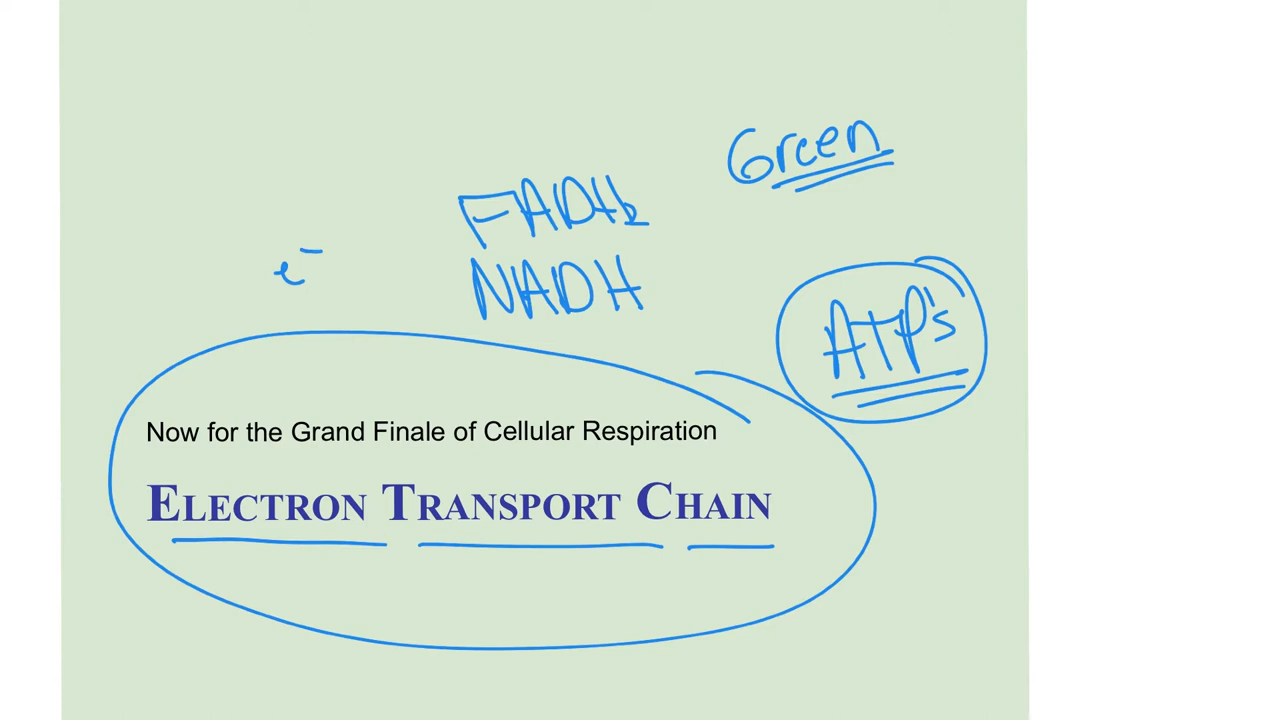 Green
FADH₂
NADH
e⁻
ATP's
Now for the Grand Finale of Cellular Respiration
ELECTRON TRANSPORT CHAIN